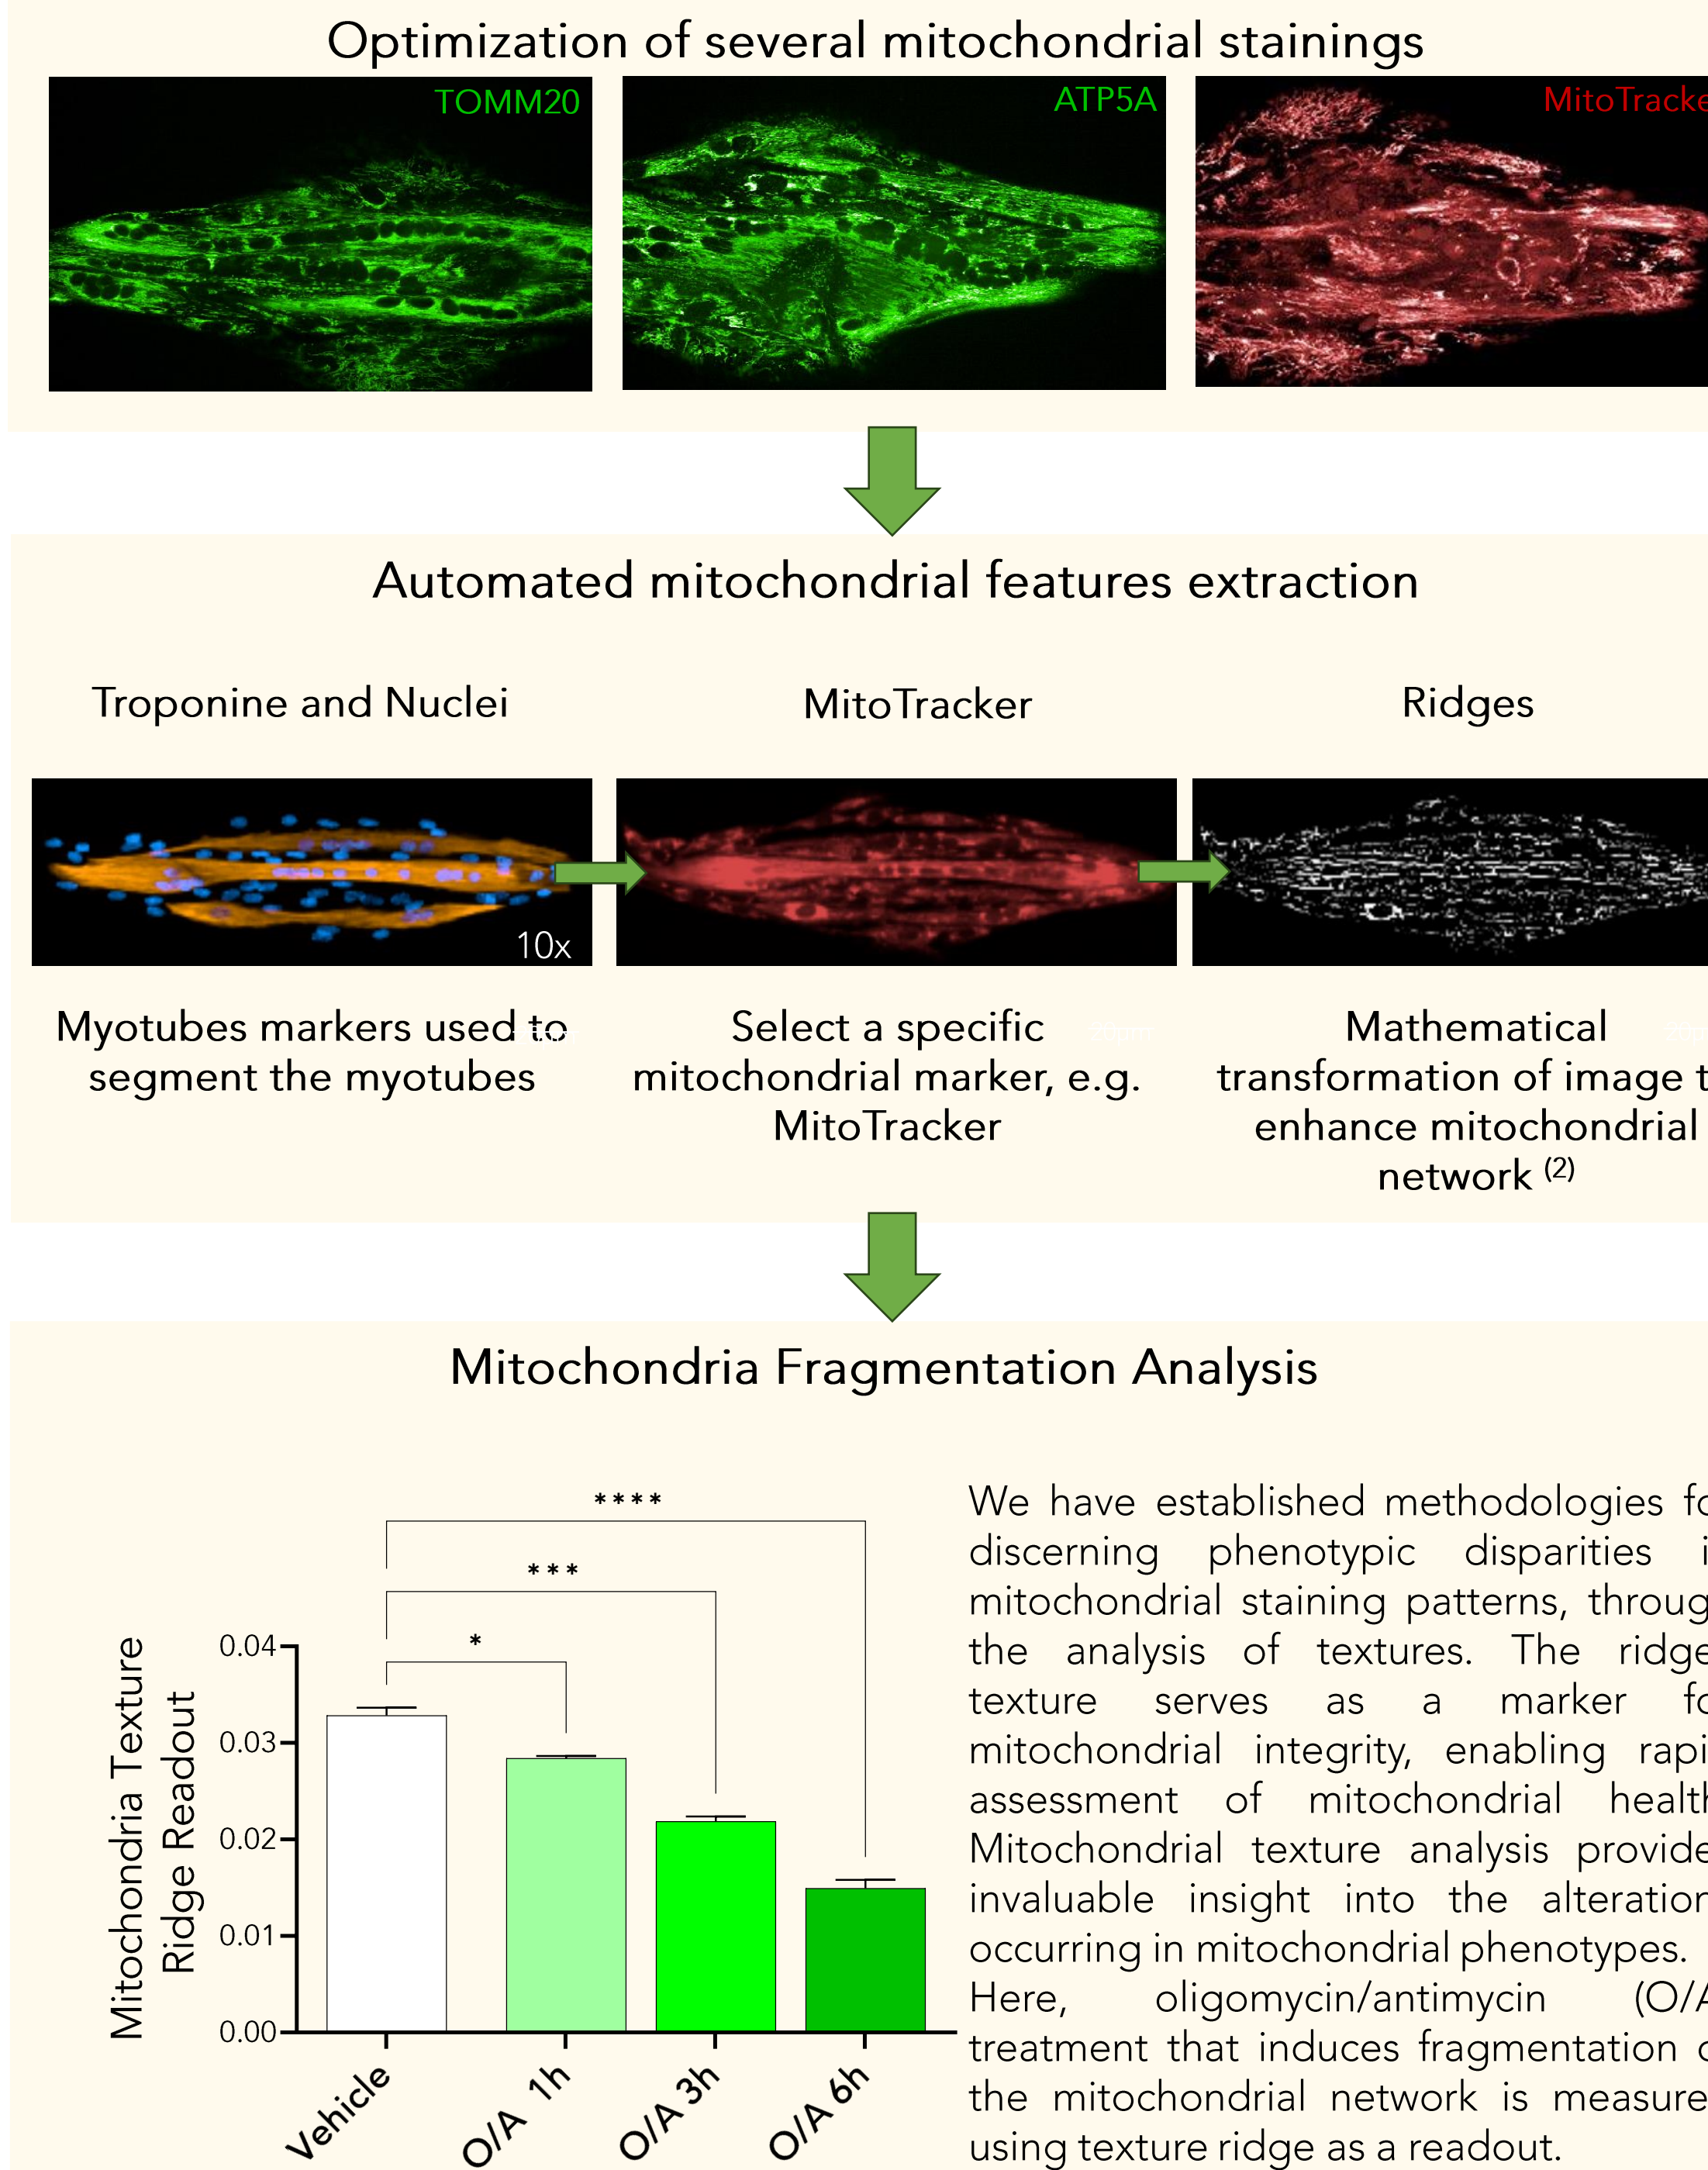 Optimization of several mitochondrial stainings
TOMM20
ATP5A
MitoTracke
Automated mitochondrial features extraction
Troponine and Nuclei
MitoTracker
Ridges
10x
Myotubes markers used to
segment the myotubes
Select a specific
mitochondrial marker, e.g.
MitoTracker
20µm
Mathematical
transformation of image t
enhance mitochondrial
network (2)
Mitochondria Fragmentation Analysis
****
***
*
Mitochondria Texture
Ridge Readout
0.04
0.03
0.02
0.01
0.00
Vehicle
O/A 1h
O/A 3h
O/A 6h
We have established methodologies fo
discerning phenotypic disparities i
mitochondrial staining patterns, throug
the analysis of textures. The ridge
texture serves as a marker fo
mitochondrial integrity, enabling rapi
assessment of mitochondrial health
Mitochondrial texture analysis provide
invaluable insight into the alteration
occurring in mitochondrial phenotypes.
Here, oligomycin/antimycin (O/A
treatment that induces fragmentation o
the mitochondrial network is measure
using texture ridge as a readout.